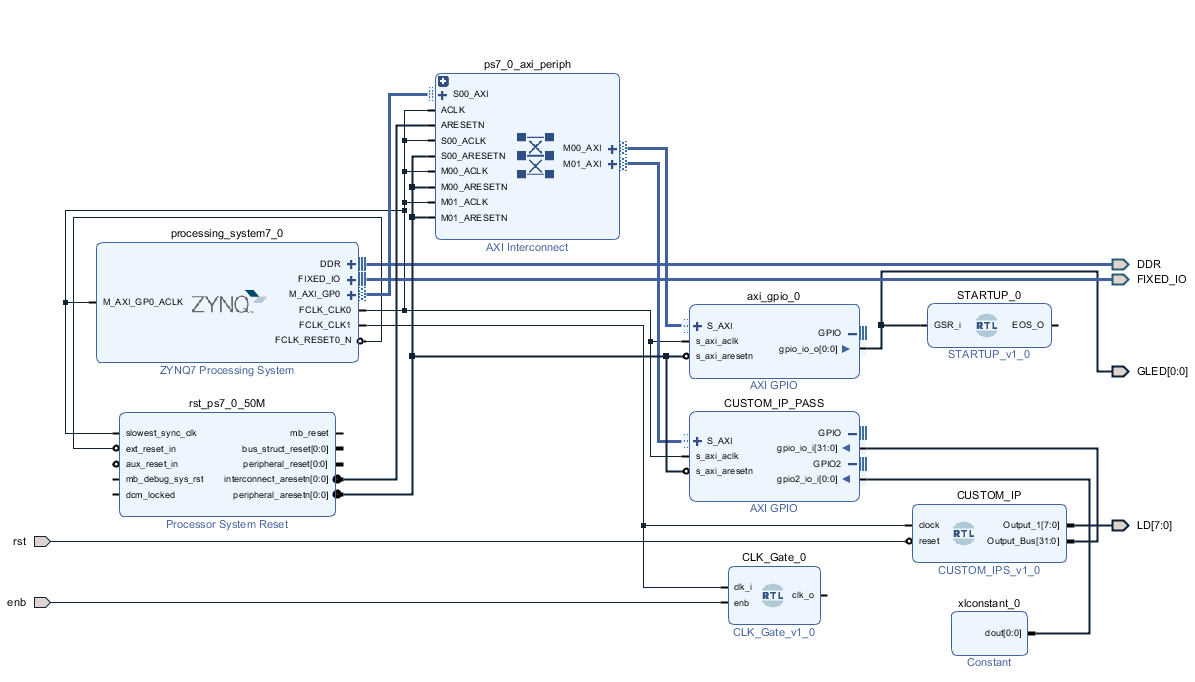 ps7_0_axi_periph
S00_AXI
ACLK
ARESETN
S00_ACLK
S00_ARESETN
M00_ACLK
M00_ARESETN
M01_ACLK
M01_ARESETN
M00_AXI
M01_AXI
AXI Interconnect
processing_system7_0
M_AXI_GP0_ACLK
ZYNQ
DDR
FIXED_IO
M_AXI_GP0
FCLK_CLK0
FCLK_CLK1
FCLK_RESET0_N
ZYNQ7 Processing System
DDR
FIXED_IO
axi_gpio_0
S_AXI
s_axi_aclk
s_axi_aresetn
GPIO
gpio_io_o[0:0]
AXI GPIO
STARTUP_0
GSR_i
RTL
EOS_O
STARTUP_v1_0
GLED[0:0]
rst_ps7_0_50M
slowest_sync_clk
ext_reset_in
aux_reset_in
mb_debug_sys_rst
dcm_locked
mb_reset
bus_struct_reset[0:0]
peripheral_reset[0:0]
interconnect_aresetn[0:0]
peripheral_aresetn[0:0]
Processor System Reset
CUSTOM_IP_PASS
S_AXI
s_axi_aclk
s_axi_aresetn
GPIO
gpio_io_i[31:0]
GPIO2
gpio2_io_i[0:0]
AXI GPIO
CUSTOM_IP
clock
reset
RTL
Output_1[7:0]
Output_Bus[31:0]
CUSTOM_IPS_v1_0
LD[7:0]
rst
enb
CLK_Gate_0
clk_i
enb
RTL
clk_o
CLK_Gate_v1_0
xlconstant_0
dout[0:0]
Constant